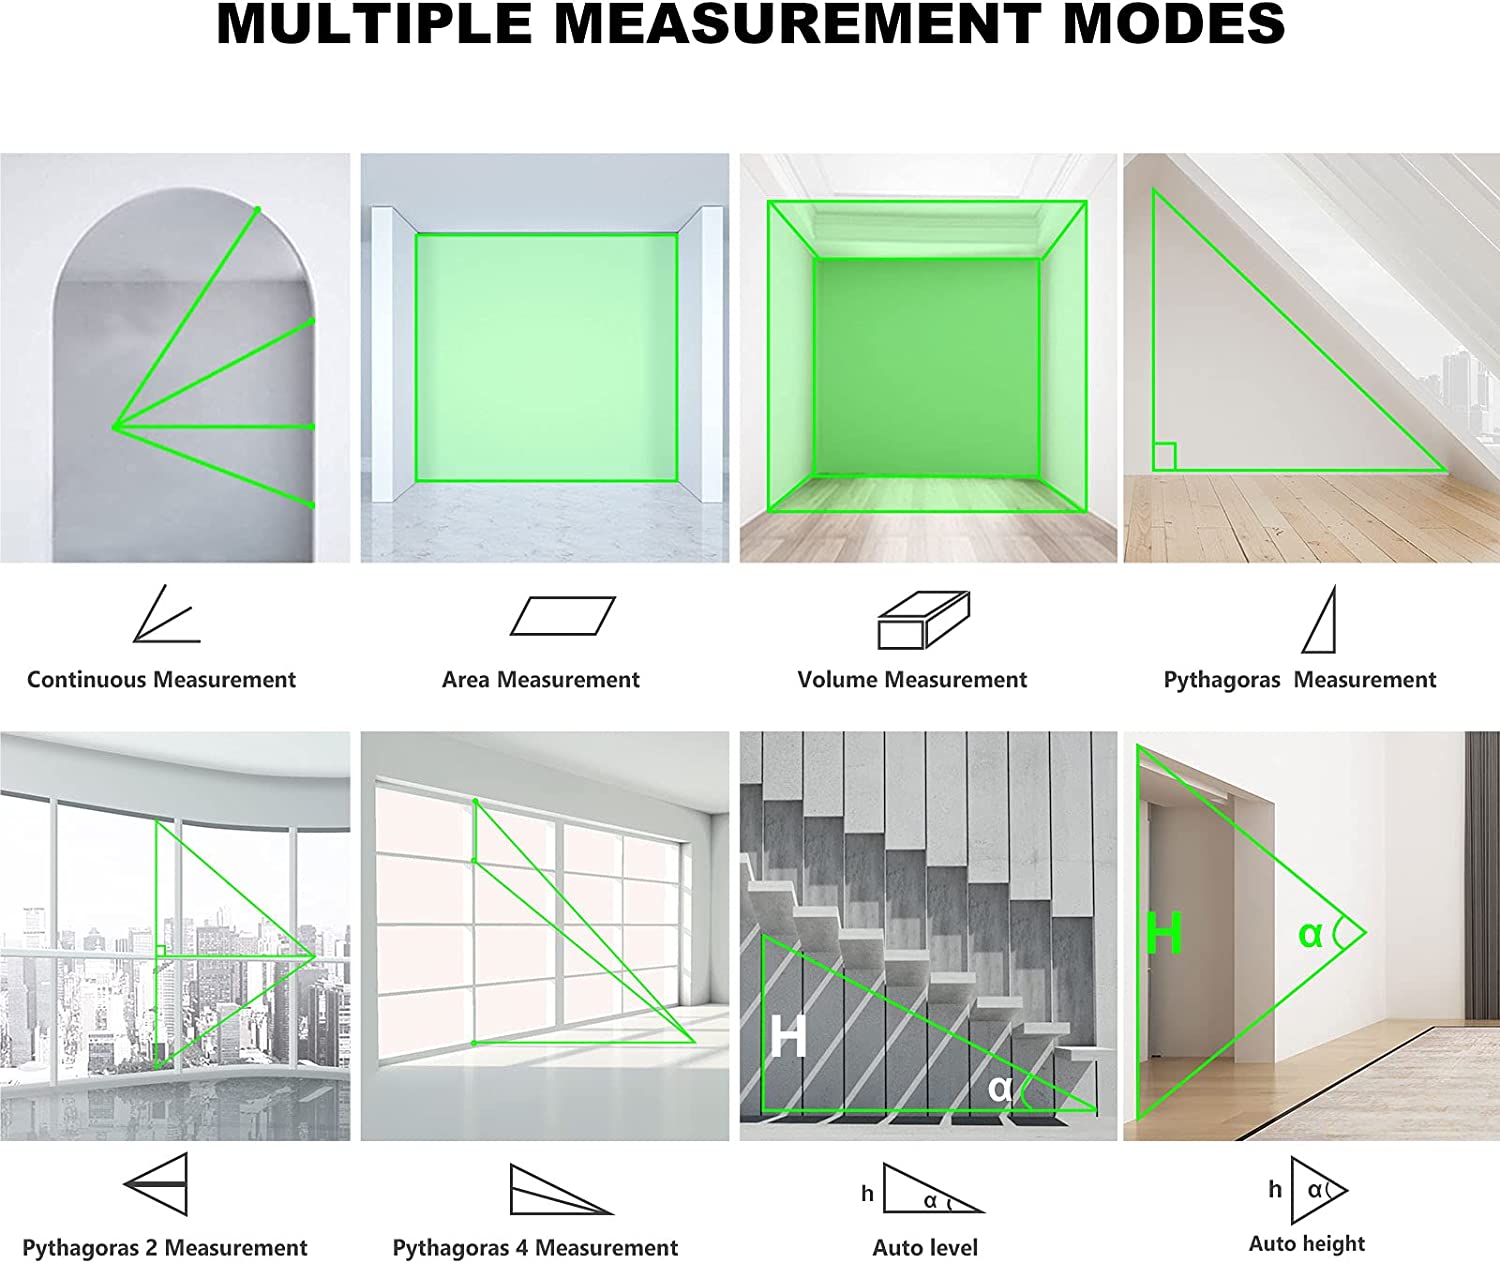 MULTIPLE MEASUREMENT MODES
Continuous Measurement
Area Measurement
Volume Measurement
Pythagoras Measurement
H
α
H
α
Pythagoras 2 Measurement
Pythagoras 4 Measurement
h
α
Auto level
h
α
Auto height